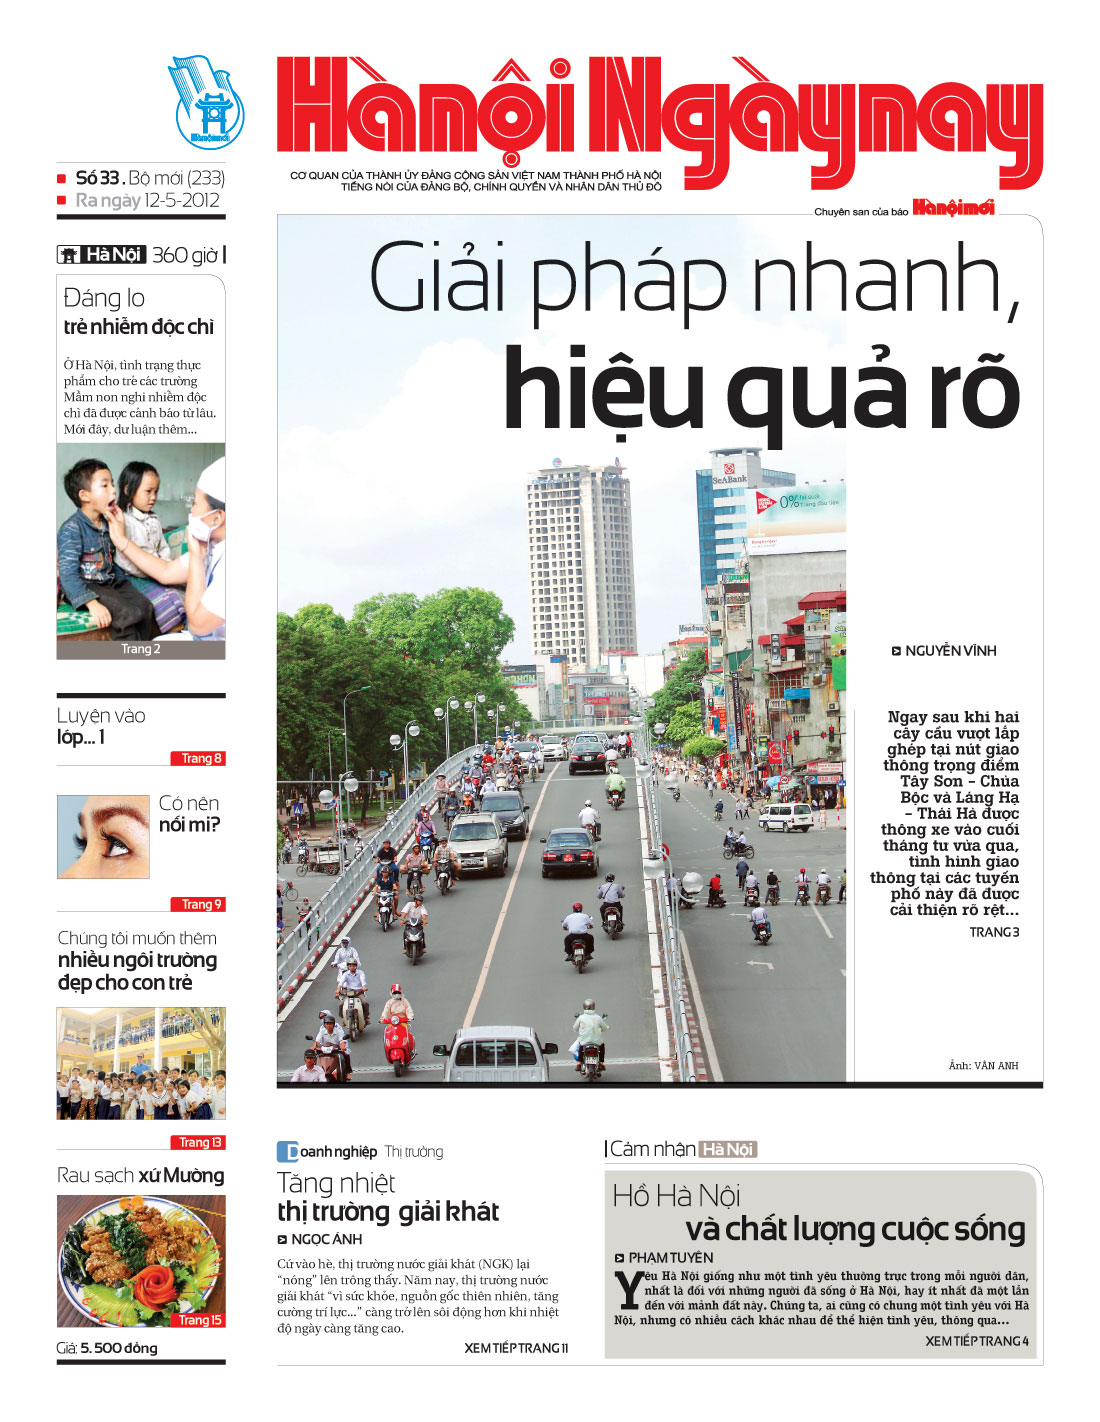 Hànội Ngàynay
Hànộimới
CƠ QUAN CỦA THÀNH ỦY ĐẢNG CỘNG SẢN VIỆT NAM THÀNH PHỐ HÀ NỘI
TIẾNG NÓI CỦA ĐẢNG BỘ, CHÍNH QUYỀN VÀ NHÂN DÂN THỦ ĐÔ
Chuyên san của báo Hànộimới
Số 33 . Bộ mới (233)
Ra ngày 12-5-2012
Hà Nội 360 giờ
Đáng lo
trẻ nhiễm độc chì
Ở Hà Nội, tình trạng thực
phẩm cho trẻ các trường
Mầm non nghi nhiễm độc
chì đã được cảnh báo từ lâu.
Mới đây, dư luận thêm...
Trang 2
Luyện vào
lớp... 1
Trang 8
Có nên
nối mi?
Trang 9
Chúng tôi muốn thêm
nhiều ngôi trường
đẹp cho con trẻ
Trang 13
Rau sạch xứ Mường
Trang 15
Giá: 5. 500 đồng
Giải pháp nhanh,
hiệu quả rõ
SeABank
0%
NGUYỄN VĨNH
Ngay sau khi hai
cây cầu vượt lắp
ghép tại nút giao
thông trọng điểm
Tây Sơn – Chùa
Bộc và Láng Hạ
– Thái Hà được
thông xe vào cuối
tháng tư vừa qua,
tình hình giao
thông tại các tuyến
phố này đã được
cải thiện rõ rệt...
TRANG 3
Ảnh: VÂN ANH
Doanh nghiệp Thị trường
Tăng nhiệt
thị trường giải khát
NGỌC ÁNH
Cứ vào hè, thị trường nước giải khát (NGK) lại
“nóng” lên trông thấy. Năm nay, thị trường nước
giải khát “vì sức khỏe, nguồn gốc thiên nhiên, tăng
cường trí lực...” càng trở lên sôi động hơn khi nhiệt
độ ngày càng tăng cao.
XEM TIẾP TRANG 11
Cảm nhận Hà Nội
Hồ Hà Nội
và chất lượng cuộc sống
PHẠM TUYÊN
Yêu Hà Nội giống như một tình yêu thường trực trong mỗi người dân,
nhất là đối với những người đã sống ở Hà Nội, hay ít nhất đã một lần
đến với mảnh đất này. Chúng ta, ai cũng có chung một tình yêu với Hà
Nội, nhưng có nhiều cách khác nhau để thể hiện tình yêu, thông qua...
XEM TIẾP TRANG 4